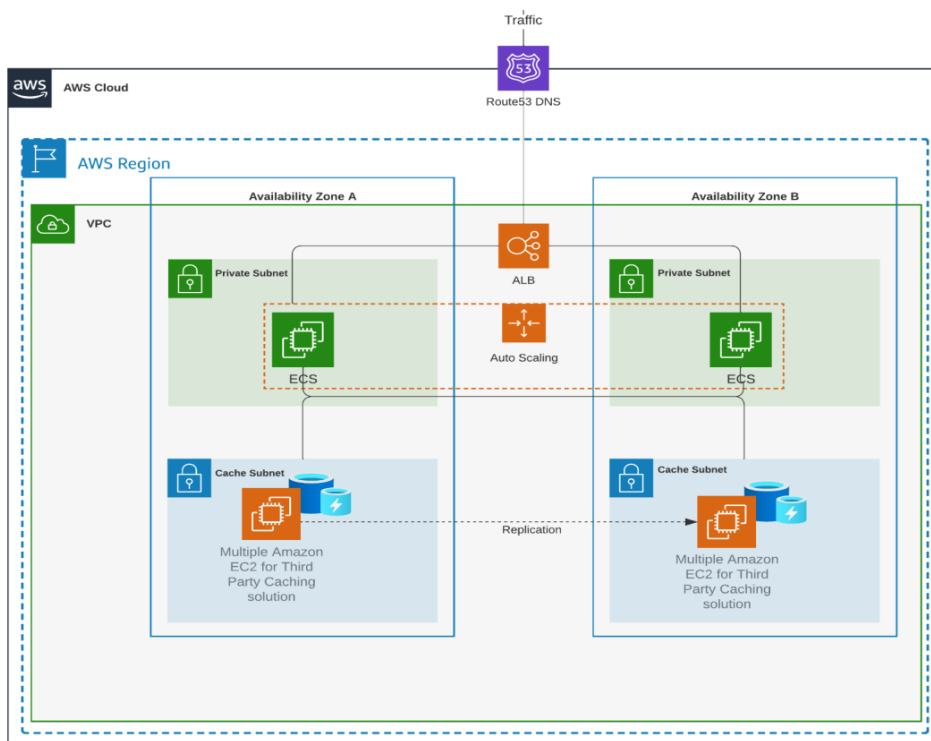 Traffic
53
Route53 DNS
aws
AWS Cloud
AWS Region
Availability Zone A
Availability Zone B
VPC
Private Subnet
ALB
Private Subnet
Auto Scaling
ECS
ECS
Cache Subnet
Cache Subnet
Replication
Multiple Amazon
EC2 for Third
Party Caching
solution
Multiple Amazon
EC2 for Third
Party Caching
solution